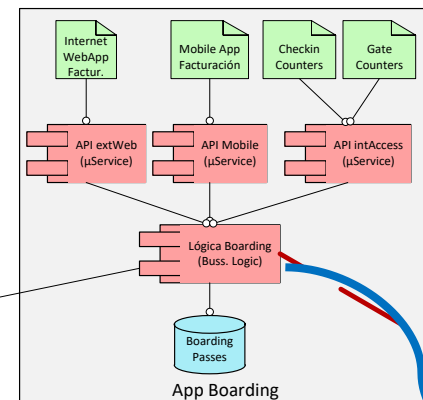 Internet
WebApp
Factur.
Mobile App
Facturación
Checkin
Counters
Gate
Counters
API extWeb
(µService)
API Mobile
(µService)
API intAccess
(µService)
Lógica Boarding
(Buss. Logic)
Boarding
Passes
App Boarding